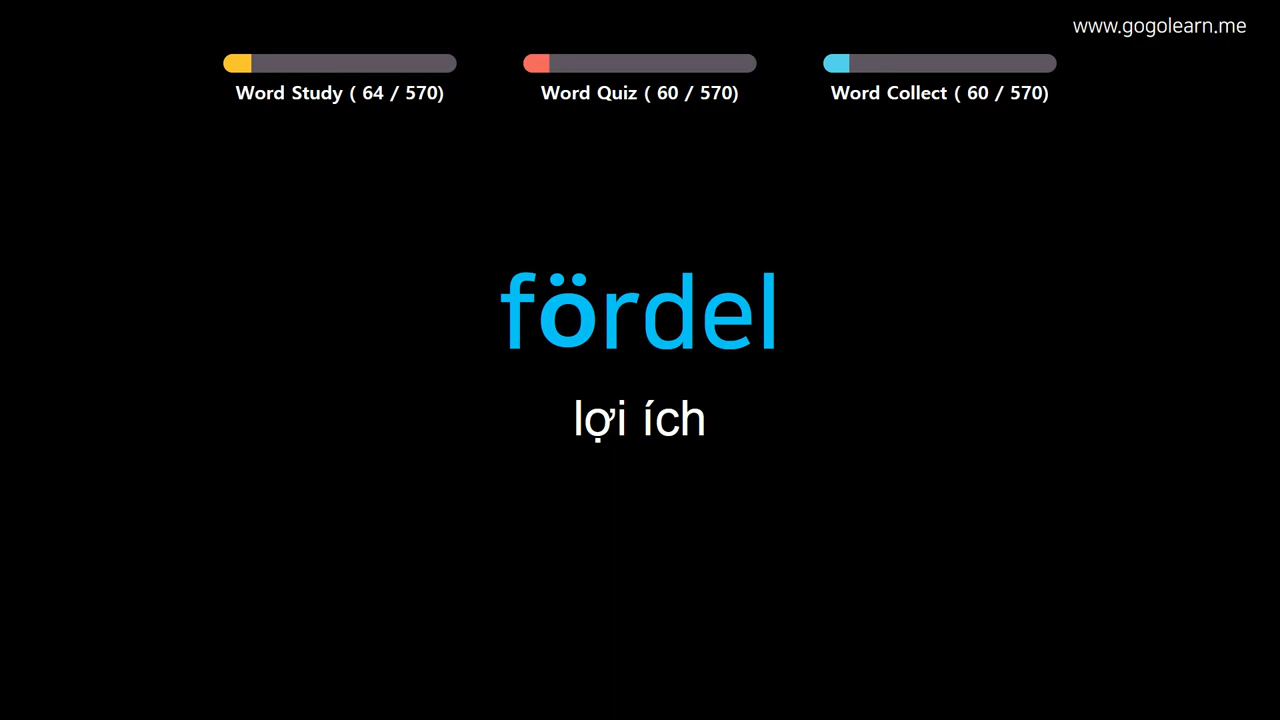 www.gogolearn.me
Word Study ( 64 / 570)
Word Quiz ( 60 / 570)
Word Collect ( 60 / 570)
fördel
lợi ích